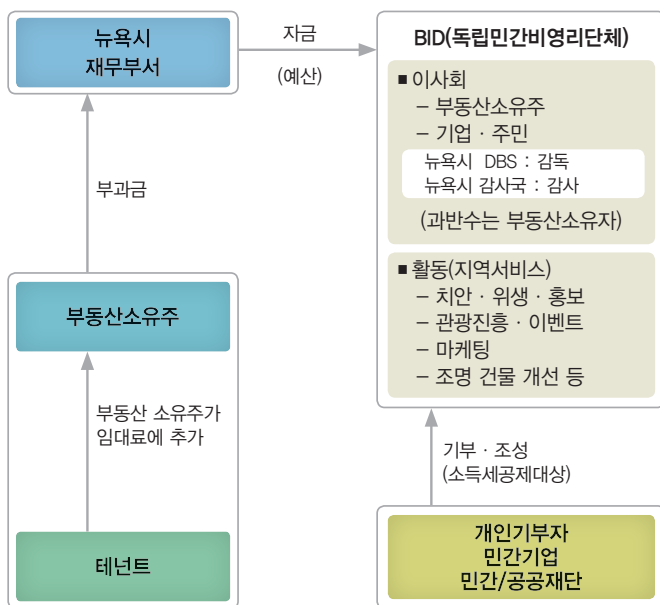 뉴욕시
재무부서
자금
(예산)
부과금
부동산소유주
부동산 소유주가
임대료에 추가
테넌트
BID(독립민간비영리단체)
■ 이사회
– 부동산소유주
– 기업 · 주민
뉴욕시 DBS : 감독
뉴욕시 감사국 : 감사
(과반수는 부동산소유자)
■ 활동(지역서비스)
– 치안 · 위생 · 홍보
– 관광진흥 · 이벤트
– 마케팅
– 조명 건물 개선 등
기부 · 조성
(소득세공제대상)
개인기부자
민간기업
민간/공공재단